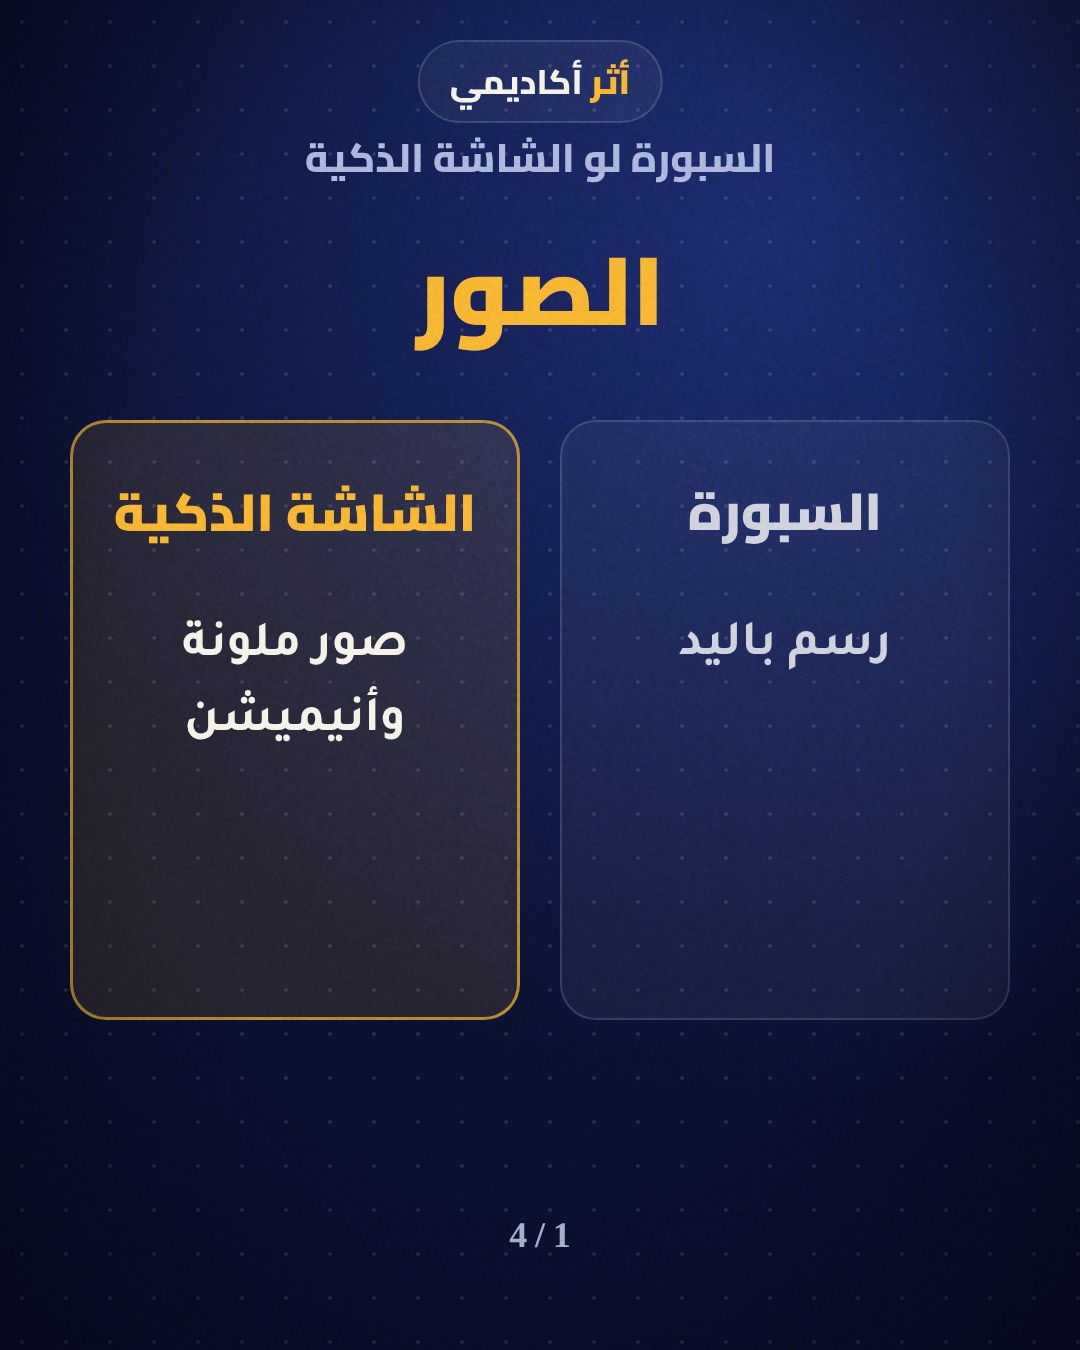 أثر أكاديمي
السبورة لو الشاشة الذكية
الصور
السبورة
رسم باليد
الشاشة الذكية
صور ملونة
وأنيميشن
4 / 1